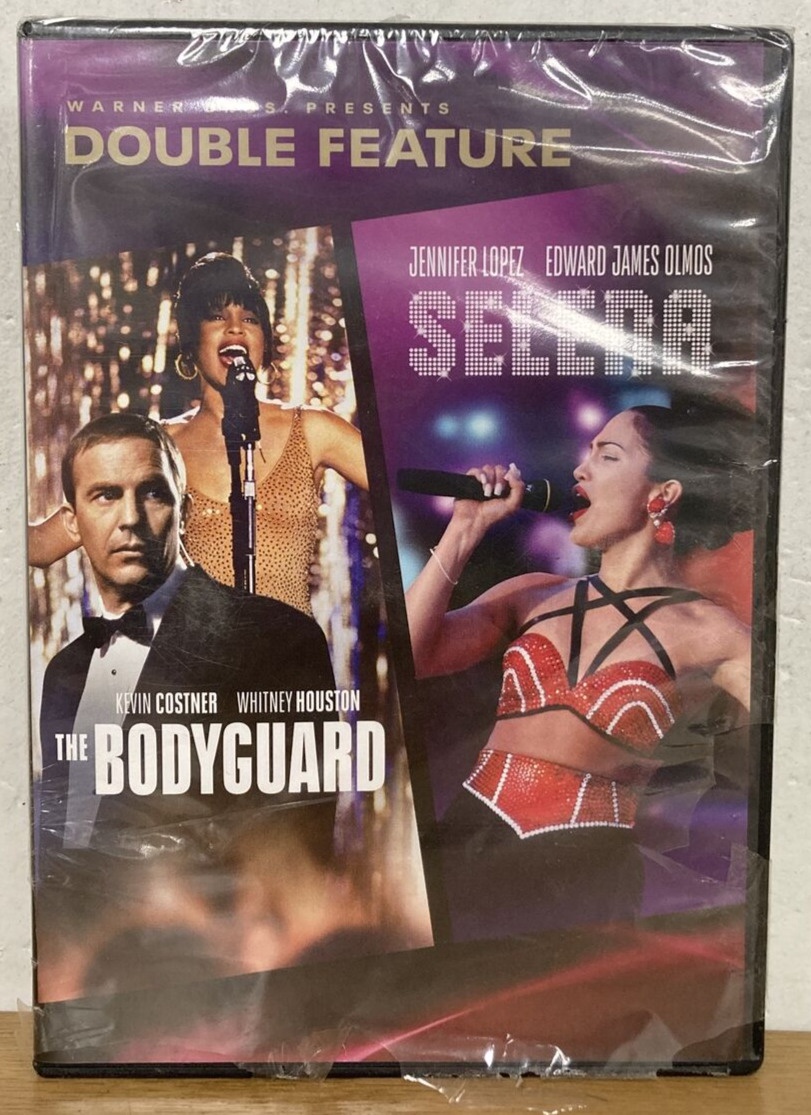 WARNER BROS. PRESENTS
DOUBLE FEATURE
JENNIFER LOPEZ EDWARD JAMES OLMOS
SELENA
KEVIN COSTNER WHITNEY HOUSTON
THE BODYGUARD